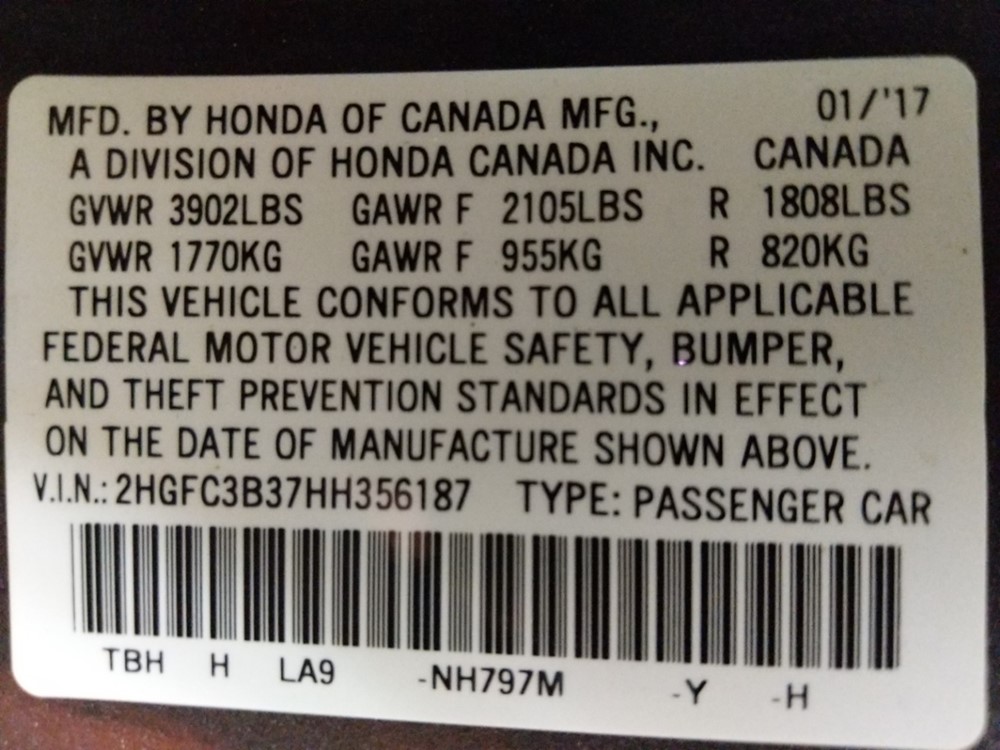 MFD. BY HONDA OF CANADA MFG., 01/'17
A DIVISION OF HONDA CANADA INC. CANADA
GVWR 3902LBS GAWR F 2105LBS R 1808LBS
GVWR 1770KG GAWR F 955KG R 820KG
THIS VEHICLE CONFORMS TO ALL APPLICABLE
FEDERAL MOTOR VEHICLE SAFETY, BUMPER,
AND THEFT PREVENTION STANDARDS IN EFFECT
ON THE DATE OF MANUFACTURE SHOWN ABOVE.
V.I.N.: 2HGFC3B37HH356187 TYPE: PASSENGER CAR
TBH H LA9 -NH797M -Y -H